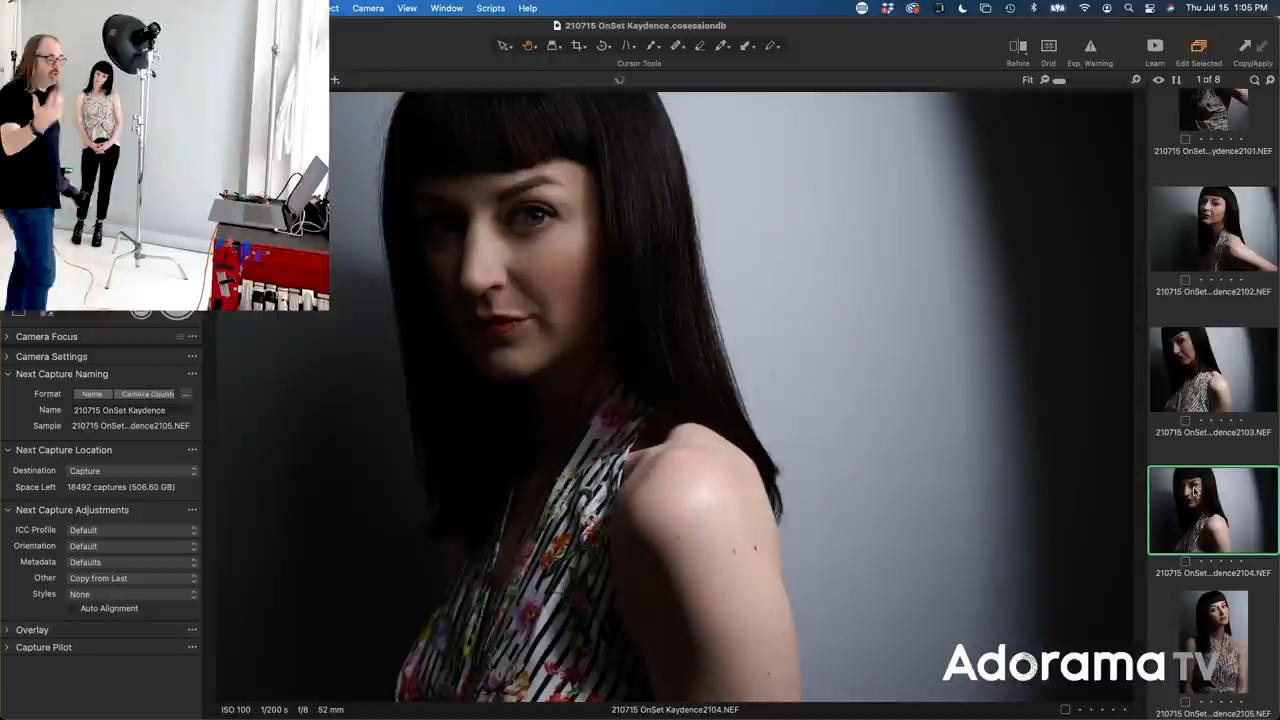 ect Camera View Window Scripts Help Thu Jul 15 1:05 PM
210715 OnSet Kaydence.cosessiondb
Cursor Tools
Before Grid Exp. Warning Learn Edit Selected Copy/Apply
Fit 1 of 8
210715 OnSet...ydence2101.NEF
210715 OnSet...dence2102.NEF
210715 OnSet...dence2103.NEF
210715 OnSet...dence2104.NEF
210715 OnSet...dence2105.NEF
Camera Focus
Camera Settings
Next Capture Naming
Format Name Camera Count
Name 210715 OnSet Kaydence
Sample 210715 OnSet...dence2105.NEF
Next Capture Location
Destination Capture
Space Left 18492 captures (506.60 GB)
Next Capture Adjustments
ICC Profile Default
Orientation Default
Metadata Defaults
Other Copy from Last
Styles None
Auto Alignment
Overlay
Capture Pilot
ISO 100 1/200 s f/8 52 mm
210715 OnSet Kaydence2104.NEF
Adorama TV